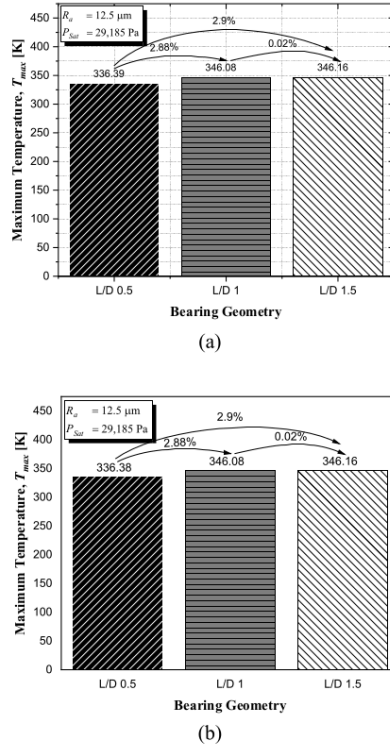 R_a = 12.5 µm
P_Sat = 29,185 Pa
2.9%
2.88%
0.02%
336.39
346.08
346.16
450
400
350
300
250
200
150
100
50
0
Maximum Temperature, T_max [K]
L/D 0.5
L/D 1
L/D 1.5
Bearing Geometry
(a)
R_a = 12.5 µm
P_Sat = 29,185 Pa
2.9%
2.88%
0.02%
336.38
346.08
346.16
450
400
350
300
250
200
150
100
50
0
Maximum Temperature, T_max [K]
L/D 0.5
L/D 1
L/D 1.5
Bearing Geometry
(b)